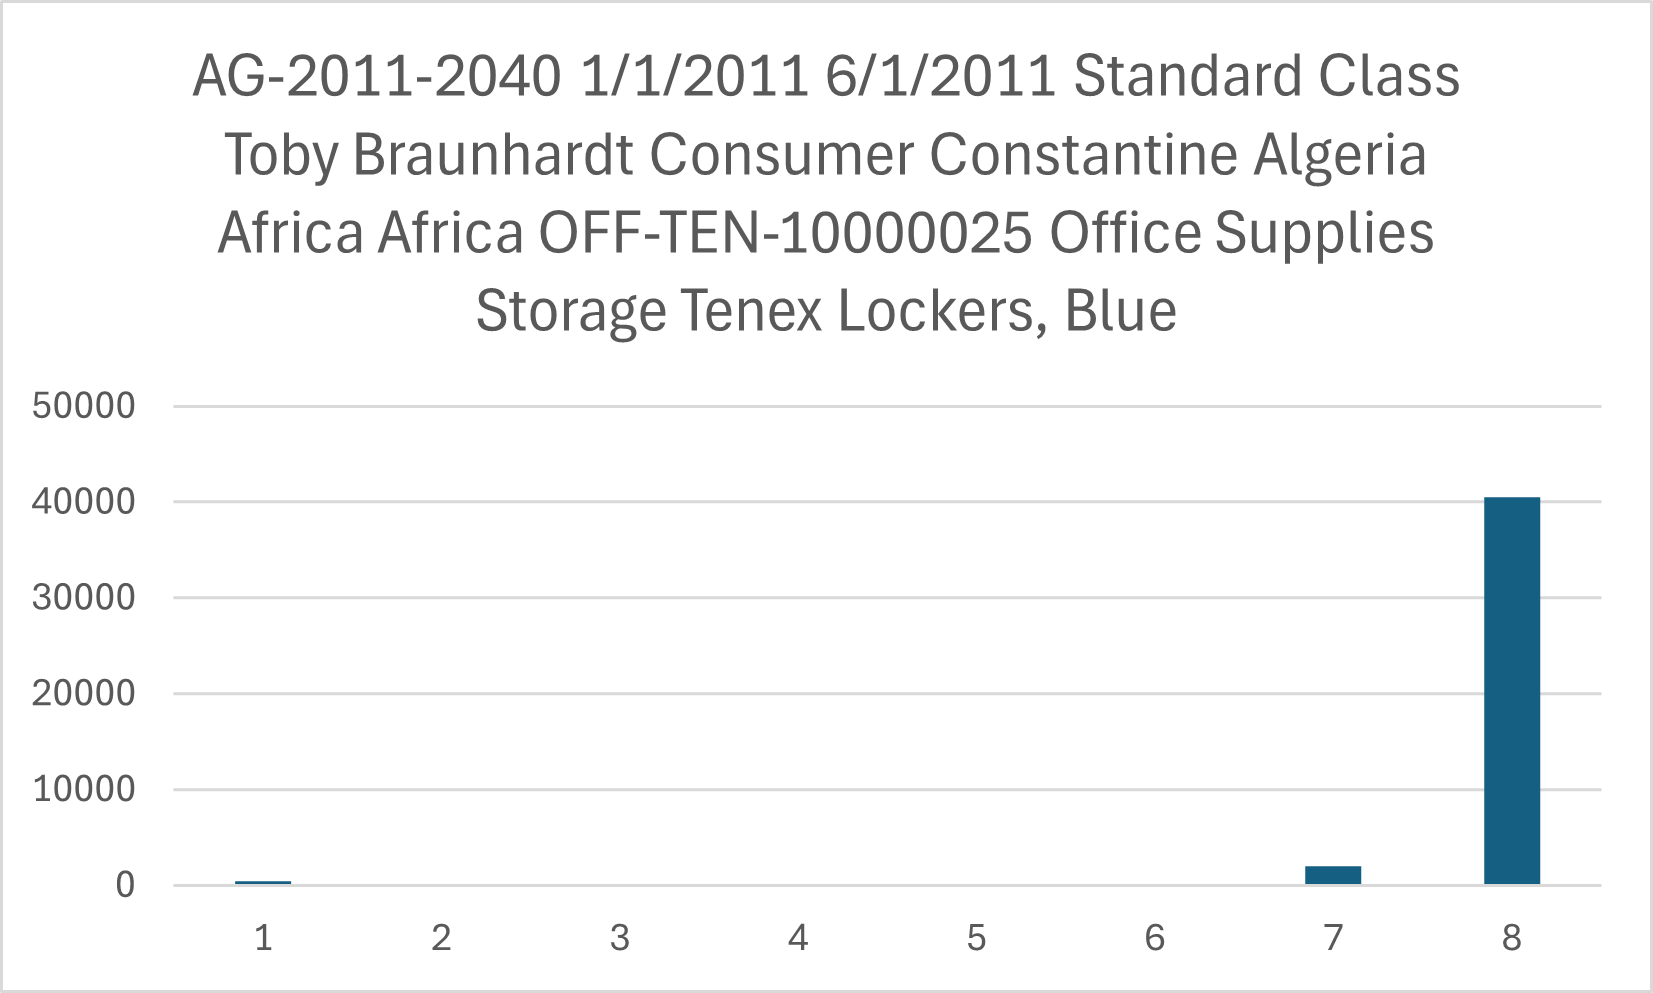 AG-2011-2040 1/1/2011 6/1/2011 Standard Class
Toby Braunhardt Consumer Constantine Algeria
Africa Africa OFF-TEN-10000025 Office Supplies
Storage Tenex Lockers, Blue
50000
40000
30000
20000
10000
0
1 2 3 4 5 6 7 8